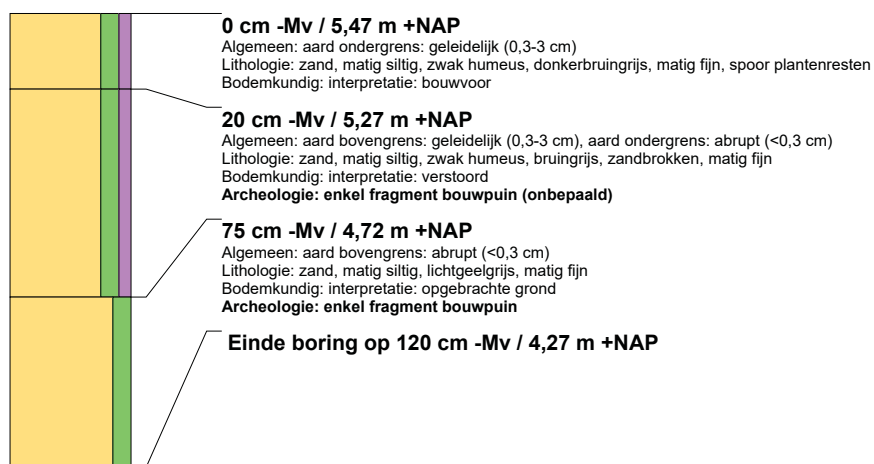 0 cm -Mv / 5,47 m +NAP
Algemeen: aard ondergrens: geleidelijk (0,3-3 cm)
Lithologie: zand, matig siltig, zwak humeus, donkerbruingrijs, matig fijn, spoor plantenresten
Bodemkundig: interpretatie: bouwvoor
20 cm -Mv / 5,27 m +NAP
Algemeen: aard bovengrens: geleidelijk (0,3-3 cm), aard ondergrens: abrupt (<0,3 cm)
Lithologie: zand, matig siltig, zwak humeus, bruingrijs, zandbrokken, matig fijn
Bodemkundig: interpretatie: verstoord
Archeologie: enkel fragment bouwpuin (onbepaald)
75 cm -Mv / 4,72 m +NAP
Algemeen: aard bovengrens: abrupt (<0,3 cm)
Lithologie: zand, matig siltig, lichtgeelgrijs, matig fijn
Bodemkundig: interpretatie: opgebrachte grond
Archeologie: enkel fragment bouwpuin
Einde boring op 120 cm -Mv / 4,27 m +NAP